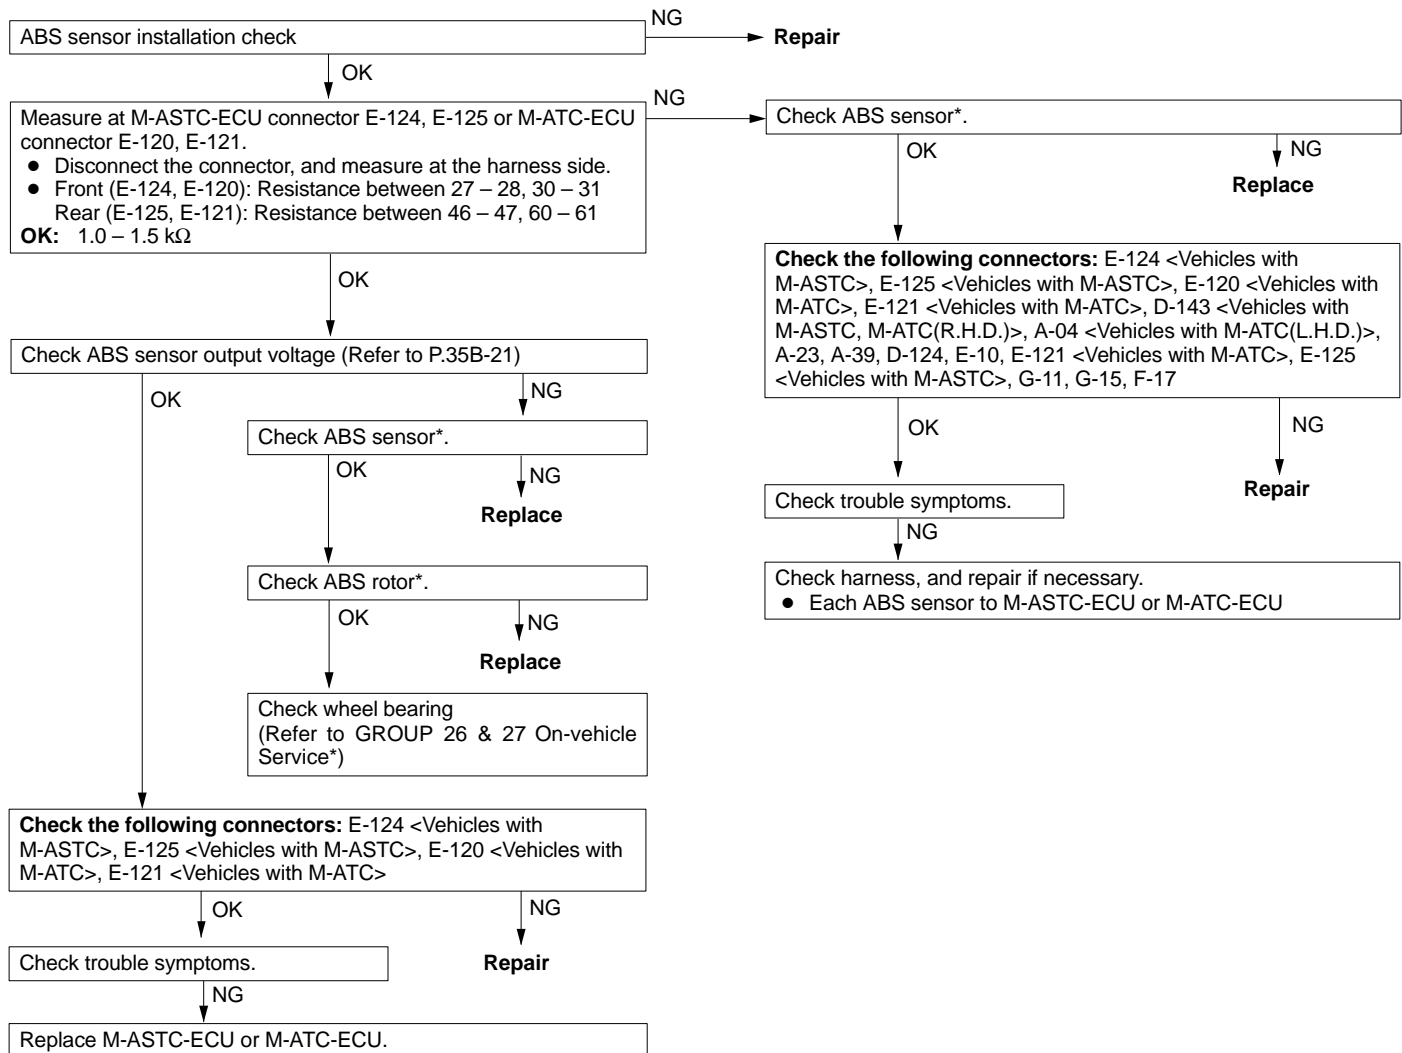 ABS sensor installation check
NG
Repair
OK
Measure at M-ASTC-ECU connector E-124, E-125 or M-ATC-ECU
connector E-120, E-121.
● Disconnect the connector, and measure at the harness side.
● Front (E-124, E-120): Resistance between 27 – 28, 30 – 31
Rear (E-125, E-121): Resistance between 46 – 47, 60 – 61
OK: 1.0 – 1.5 kΩ
NG
OK
Check ABS sensor output voltage (Refer to P.35B-21)
OK
NG
Check ABS sensor*.
OK
NG
Replace
Check ABS rotor*.
OK
NG
Replace
Check wheel bearing
(Refer to GROUP 26 & 27 On-vehicle
Service*)
Check the following connectors: E-124 <Vehicles with
M-ASTC>, E-125 <Vehicles with M-ASTC>, E-120 <Vehicles with
M-ATC>, E-121 <Vehicles with M-ATC>
OK
NG
Check trouble symptoms.
Repair
NG
Replace M-ASTC-ECU or M-ATC-ECU.
Check ABS sensor*.
OK
NG
Replace
Check the following connectors: E-124 <Vehicles with
M-ASTC>, E-125 <Vehicles with M-ASTC>, E-120 <Vehicles with
M-ATC>, E-121 <Vehicles with M-ATC>, D-143 <Vehicles with
M-ASTC, M-ATC(R.H.D.)>, A-04 <Vehicles with M-ATC(L.H.D.)>,
A-23, A-39, D-124, E-10, E-121 <Vehicles with M-ATC>, E-125
<Vehicles with M-ASTC>, G-11, G-15, F-17
OK
NG
Check trouble symptoms.
Repair
NG
Check harness, and repair if necessary.
● Each ABS sensor to M-ASTC-ECU or M-ATC-ECU